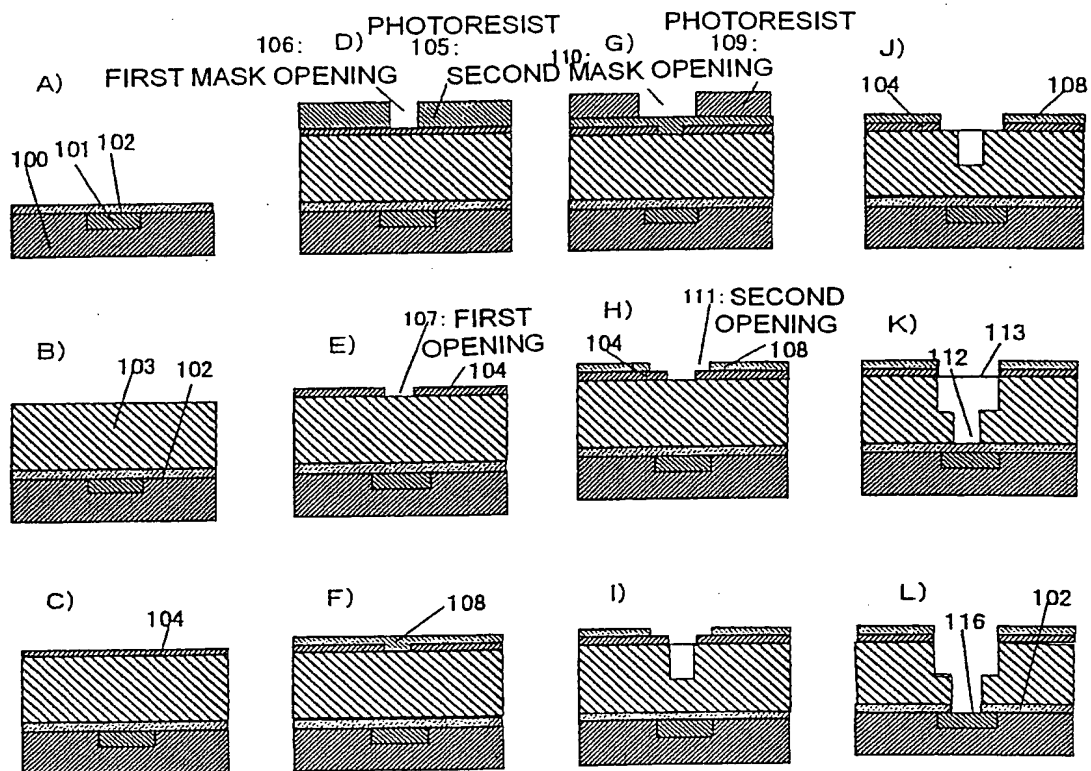 A)
100
101
102
B)
103
102
C)
104
PHOTORESIST
106:
D)
105:
FIRST MASK OPENING
E)
107: FIRST
OPENING
104
F)
108
PHOTORESIST
110:
G)
109:
SECOND MASK OPENING
H)
111: SECOND
OPENING
104
108
I)
J)
104
108
K)
112
113
L)
116
102